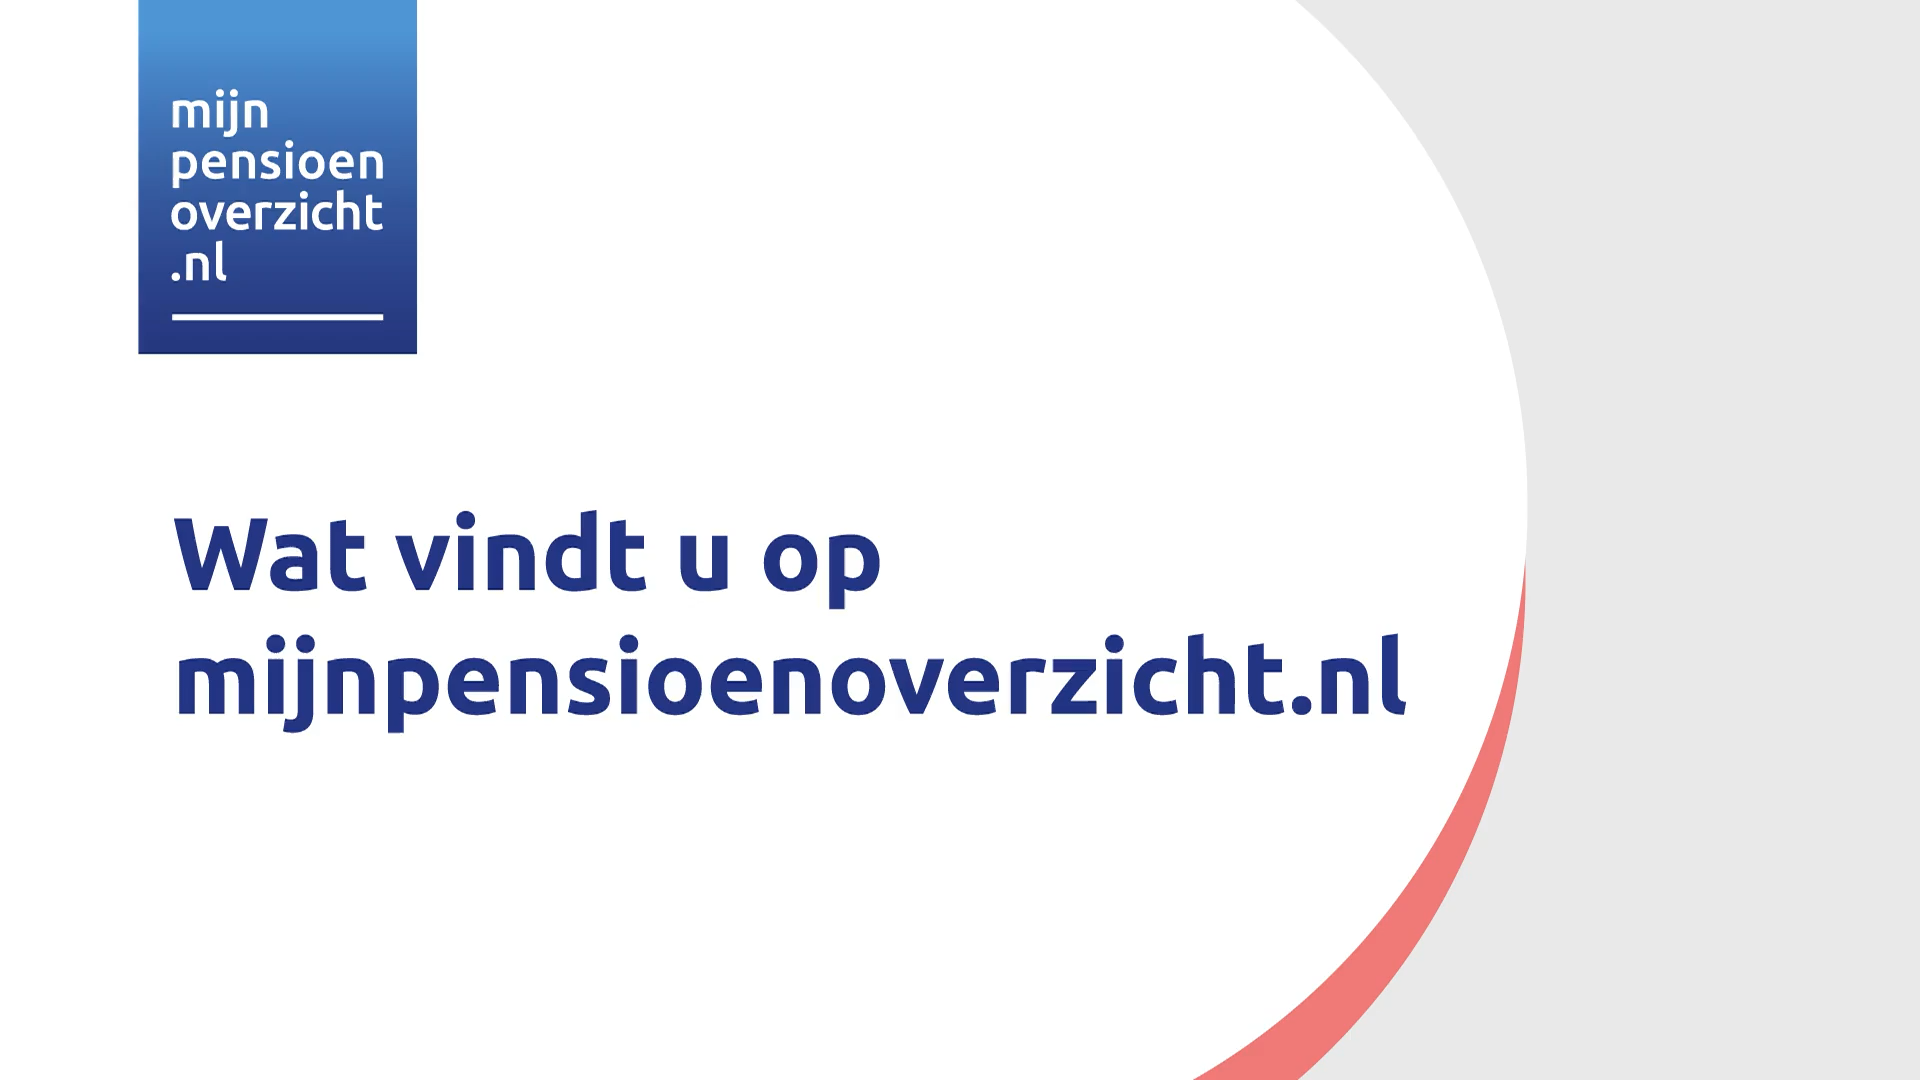 mijn
pensioen
overzicht
.nl
Wat vindt u op
mijnpensioenoverzicht.nl